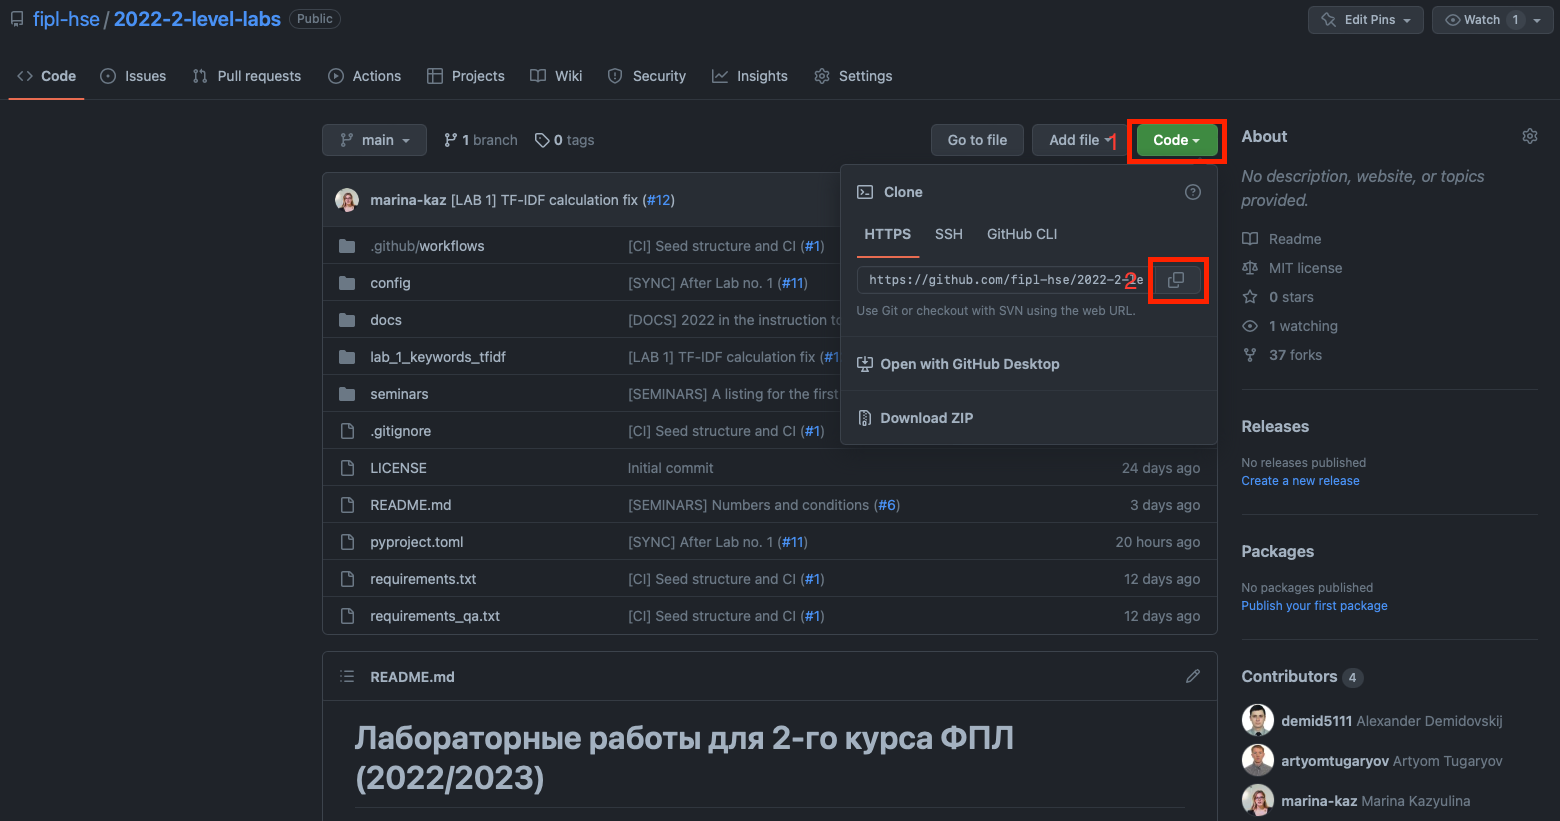 fipl-hse / 2022-2-level-labs Public
Edit Pins
Watch 1
Code Issues Pull requests Actions Projects Wiki Security Insights Settings
main 1 branch 0 tags
Go to file Add file 1 Code
marina-kaz [LAB 1] TF-IDF calculation fix (#12)
.github/workflows [CI] Seed structure and CI (#1)
config [SYNC] After Lab no. 1 (#11)
docs [DOCS] 2022 in the instruction to
lab_1_keywords_tfidf [LAB 1] TF-IDF calculation fix (#1
seminars [SEMINARS] A listing for the first
.gitignore [CI] Seed structure and CI (#1)
LICENSE Initial commit 24 days ago
README.md [SEMINARS] Numbers and conditions (#6) 3 days ago
pyproject.toml [SYNC] After Lab no. 1 (#11) 20 hours ago
requirements.txt [CI] Seed structure and CI (#1) 12 days ago
requirements_qa.txt [CI] Seed structure and CI (#1) 12 days ago
Clone
HTTPS SSH GitHub CLI
https://github.com/fipl-hse/2022-2-le
2
Use Git or checkout with SVN using the web URL.
Open with GitHub Desktop
Download ZIP
README.md
Лабораторные работы для 2-го курса ФПЛ
(2022/2023)
About
No description, website, or topics
provided.
Readme
MIT license
0 stars
1 watching
37 forks
Releases
No releases published
Create a new release
Packages
No packages published
Publish your first package
Contributors 4
demid5111 Alexander Demidovskij
artyomtugaryov Artyom Tugaryov
marina-kaz Marina Kazyulina